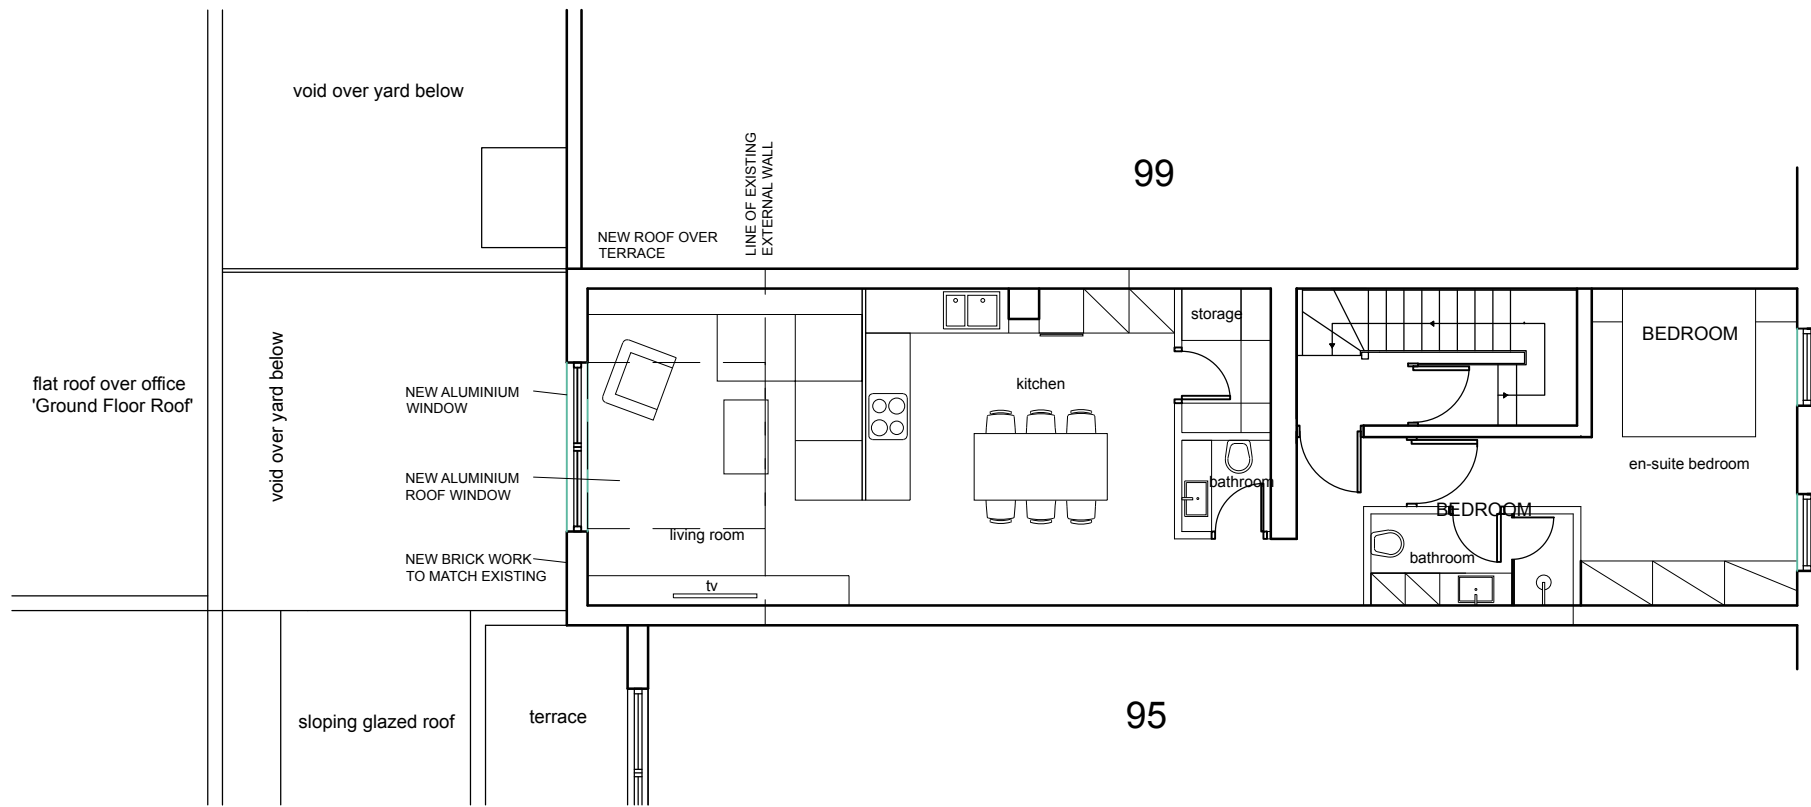 void over yard below
99
LINE OF EXISTING
EXTERNAL WALL
NEW ROOF OVER
TERRACE
storage
BEDROOM
kitchen
flat roof over office
'Ground Floor Roof'
void over yard below
NEW ALUMINIUM
WINDOW
NEW ALUMINIUM
ROOF WINDOW
en-suite bedroom
bathroom
BEDROOM
living room
bathroom
NEW BRICK WORK
TO MATCH EXISTING
tv
sloping glazed roof
terrace
95